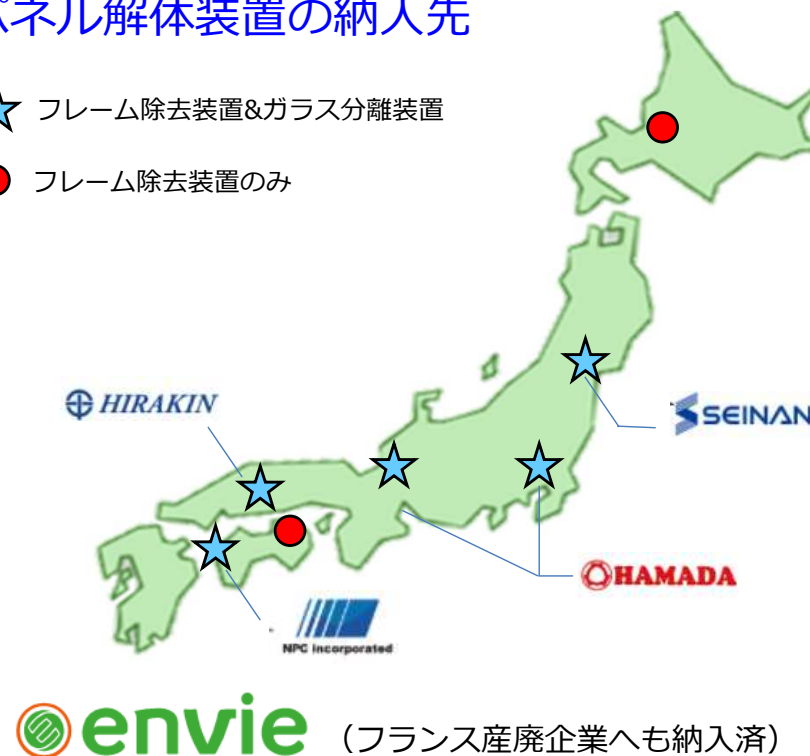 パネル解体装置の納入先
フレーム除去装置&ガラス分離装置
フレーム除去装置のみ
HIRAKIN
SEINAN
HAMADA
NPC incorporated
envie （フランス産廃企業へも納入済）